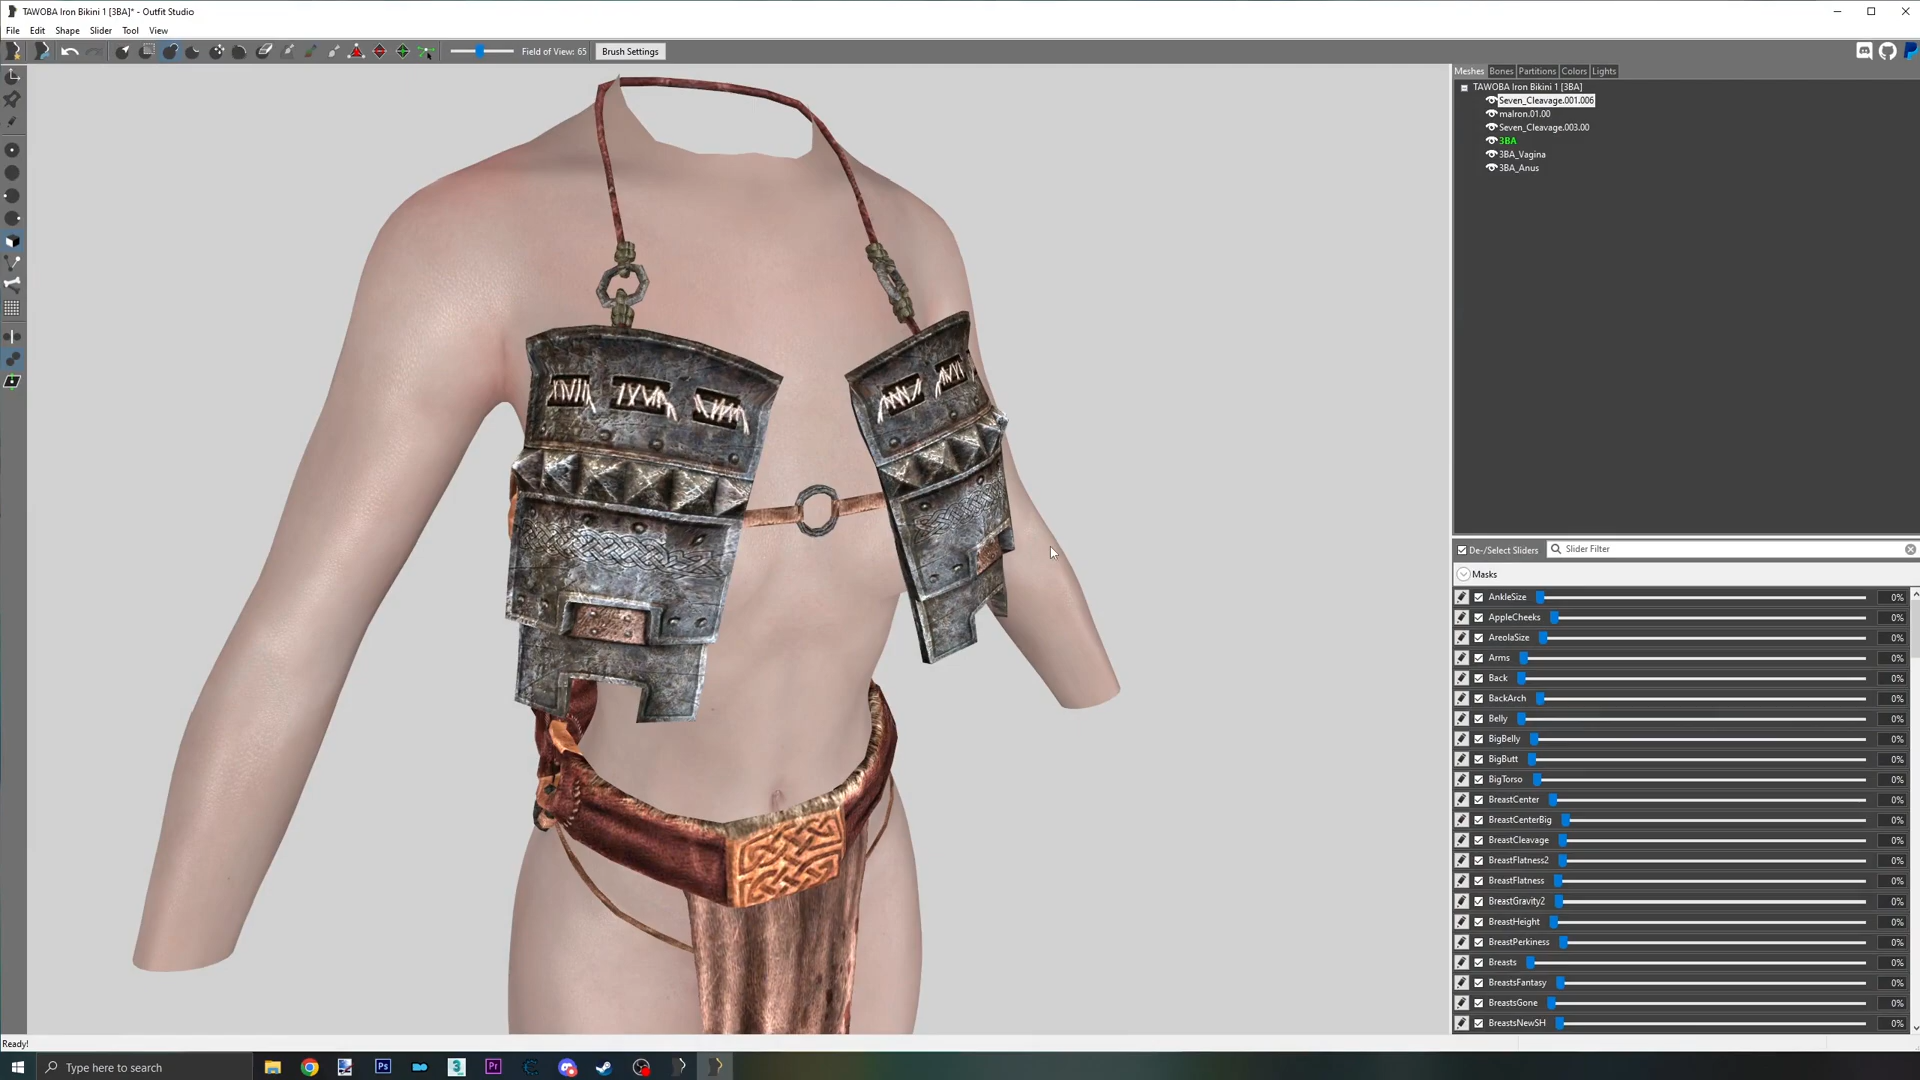 TAWOBA Iron Bikini 1 [3BA]* - Outfit Studio
File Edit Shape Slider Tool View
Field of View: 65 Brush Settings
Meshes Bones Partitions Colors Lights
TAWOBA Iron Bikini 1 [3BA]
Seven_Cleavage.001.006
malron.01.00
Seven_Cleavage.003.00
3BA
3BA_Vagina
3BA_Anus
De-/Select Sliders Slider Filter
Masks
AnkleSize 0%
AppleCheeks 0%
AreolaSize 0%
Arms 0%
Back 0%
BackArch 0%
Belly 0%
BigBelly 0%
BigButt 0%
BigTorso 0%
BreastCenter 0%
BreastCenterBig 0%
BreastCleavage 0%
BreastFlatness2 0%
BreastFlatness 0%
BreastGravity2 0%
BreastHeight 0%
BreastPerkiness 0%
Breasts 0%
BreastsFantasy 0%
BreastsGone 0%
BreastsNewSH 0%
Ready!
Type here to search
Ps
3
Pr